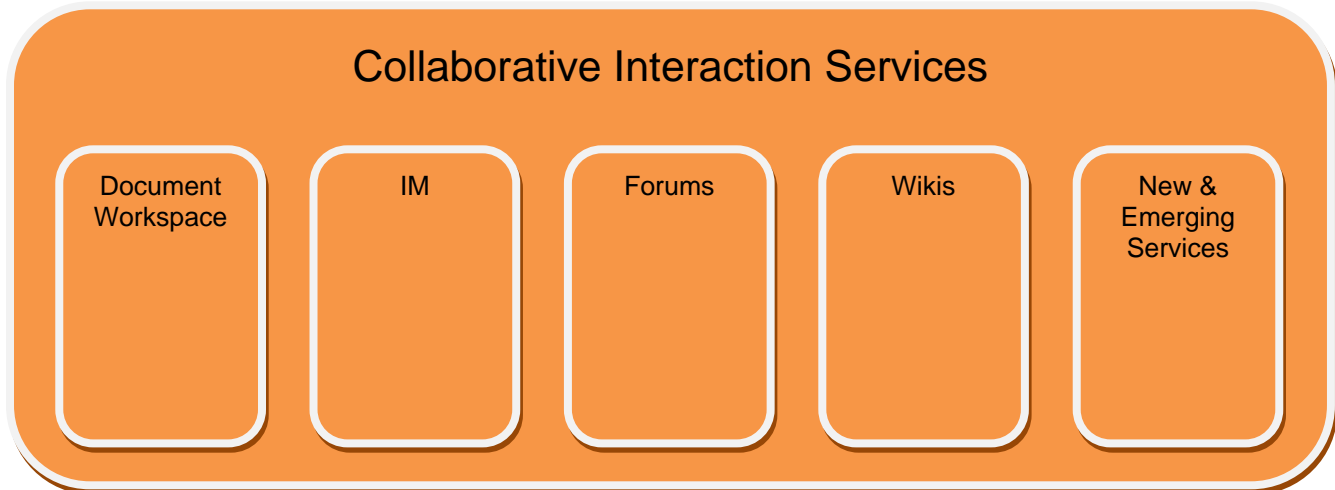 Collaborative Interaction Services
Document
Workspace
IM
Forums
Wikis
New &
Emerging
Services